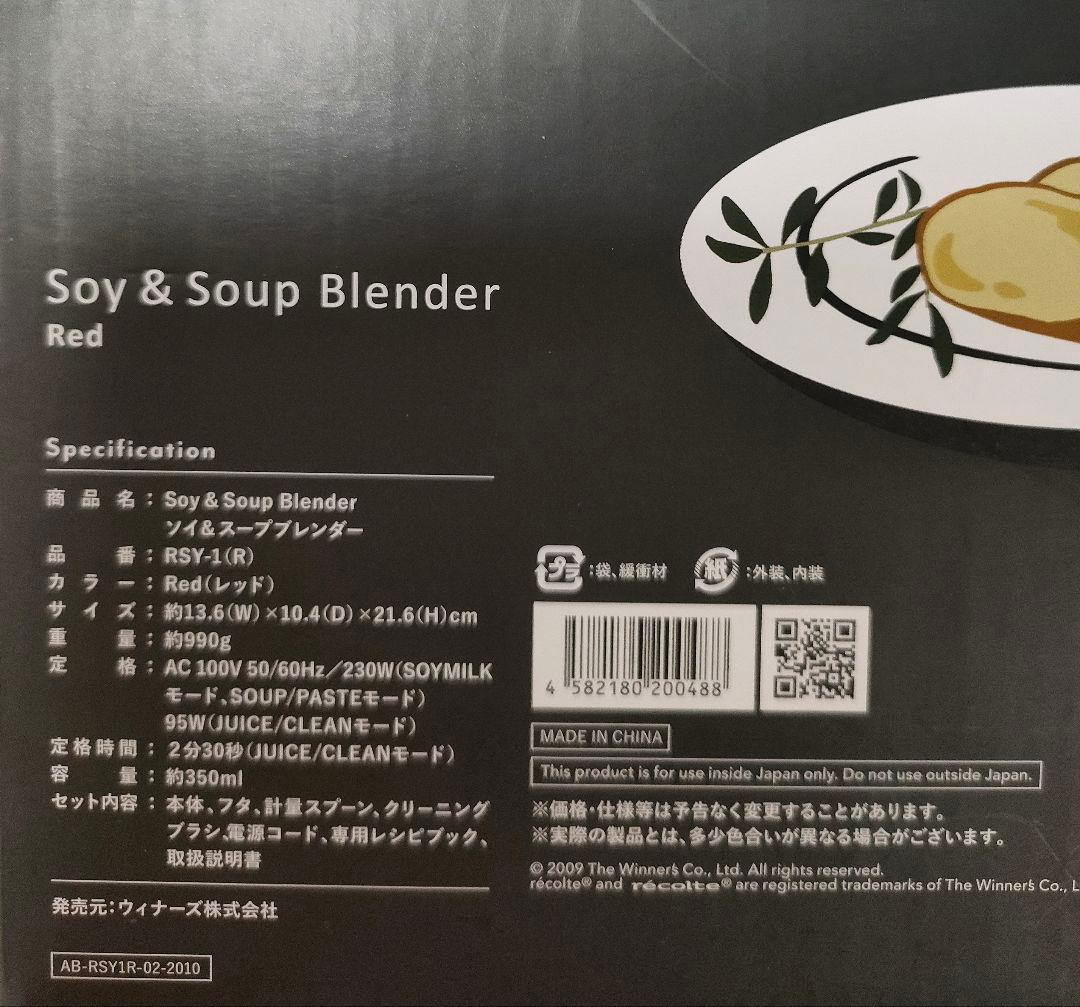 Soy & Soup Blender
Red
Specification
商品名：Soy & Soup Blender
ソイ&スープブレンダー
品番：RSY-1(R)
カラー：Red(レッド)
サイズ：約13.6(W)×10.4(D)×21.6(H)cm
重量：約990g
定格：AC 100V 50/60Hz／230W(SOYMILK
モード、SOUP/PASTEモード)
95W(JUICE/CLEANモード)
定格時間：2分30秒(JUICE/CLEANモード)
容量：約350ml
セット内容：本体、フタ、計量スプーン、クリーニング
ブラシ、電源コード、専用レシピブック、
取扱説明書
発売元：ウィナーズ株式会社
AB-RSY1R-02-2010
プラ：袋、緩衝材 紙：外装、内装
4 582180 200488
MADE IN CHINA
This product is for use inside Japan only. Do not use outside Japan.
※価格・仕様等は予告なく変更することがあります。
※実際の製品とは、多少色合いが異なる場合がございます。
© 2009 The Winner's Co., Ltd. All rights reserved.
récolte® and récolte® are registered trademarks of The Winner's Co., L